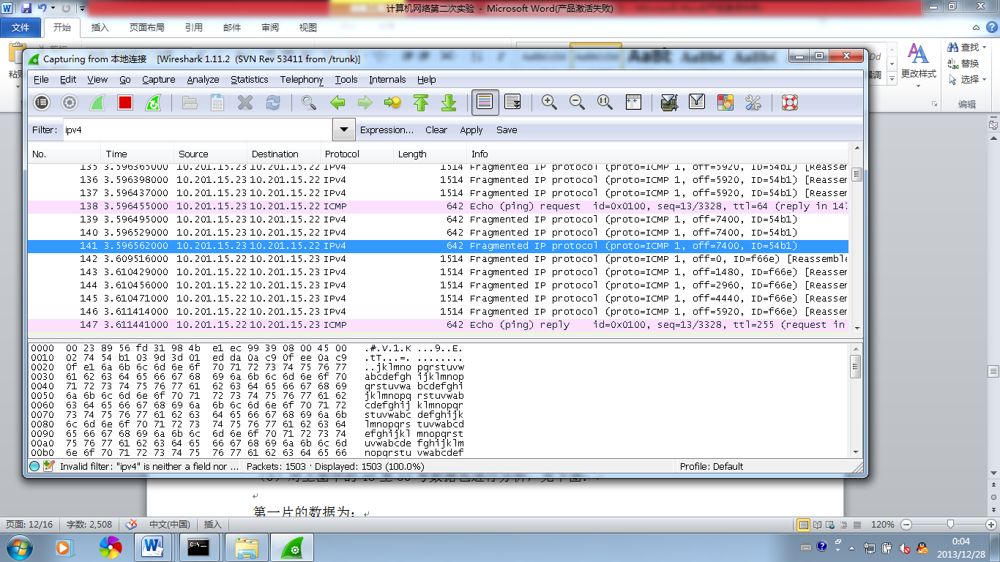 计算机网络第二次实验 - Microsoft Word(产品激活失败)
文件 开始 插入 页面布局 引用 邮件 审阅 视图
查找
替换
选择
更改样式
编辑
Capturing from 本地连接 [Wireshark 1.11.2 (SVN Rev 53411 from /trunk)]
File Edit View Go Capture Analyze Statistics Telephony Tools Internals Help
Filter: ipv4 Expression... Clear Apply Save
No. Time Source Destination Protocol Length Info
135 3.596365000 10.201.15.23 10.201.15.22 IPv4 1514 Fragmented IP protocol (proto=ICMP 1, off=5920, ID=54b1) [Reassem
136 3.596398000 10.201.15.23 10.201.15.22 IPv4 1514 Fragmented IP protocol (proto=ICMP 1, off=5920, ID=54b1) [Reassem
137 3.596437000 10.201.15.23 10.201.15.22 IPv4 1514 Fragmented IP protocol (proto=ICMP 1, off=5920, ID=54b1) [Reassem
138 3.596455000 10.201.15.23 10.201.15.22 ICMP 642 Echo (ping) request id=0x0100, seq=13/3328, ttl=64 (reply in 147
139 3.596495000 10.201.15.23 10.201.15.22 IPv4 642 Fragmented IP protocol (proto=ICMP 1, off=7400, ID=54b1)
140 3.596529000 10.201.15.23 10.201.15.22 IPv4 642 Fragmented IP protocol (proto=ICMP 1, off=7400, ID=54b1)
141 3.596562000 10.201.15.23 10.201.15.22 IPv4 642 Fragmented IP protocol (proto=ICMP 1, off=7400, ID=54b1)
142 3.609516000 10.201.15.22 10.201.15.23 IPv4 1514 Fragmented IP protocol (proto=ICMP 1, off=0, ID=f66e) [Reassemble
143 3.610429000 10.201.15.22 10.201.15.23 IPv4 1514 Fragmented IP protocol (proto=ICMP 1, off=1480, ID=f66e) [Reassem
144 3.610456000 10.201.15.22 10.201.15.23 IPv4 1514 Fragmented IP protocol (proto=ICMP 1, off=2960, ID=f66e) [Reassem
145 3.610471000 10.201.15.22 10.201.15.23 IPv4 1514 Fragmented IP protocol (proto=ICMP 1, off=4440, ID=f66e) [Reassem
146 3.611414000 10.201.15.22 10.201.15.23 IPv4 1514 Fragmented IP protocol (proto=ICMP 1, off=5920, ID=f66e) [Reassem
147 3.611441000 10.201.15.22 10.201.15.23 ICMP 642 Echo (ping) reply id=0x0100, seq=13/3328, ttl=255 (request in
0000 00 23 89 56 fd 31 98 4b e1 ec 99 39 08 00 45 00 .#.V.1.K ...9..E.
0010 02 74 54 b1 03 9d 3d 01 ed da 0a c9 0f ee 0a c9 .tT...=. ........
0020 0f e1 6a 6b 6c 6d 6e 6f 70 71 72 73 74 75 76 77 ..jklmno pqrstuvw
0030 61 62 63 64 65 66 67 68 69 6a 6b 6c 6d 6e 6f 70 abcdefgh ijklmnop
0040 71 72 73 74 75 76 77 61 62 63 64 65 66 67 68 69 qrstuvwa bcdefghi
0050 6a 6b 6c 6d 6e 6f 70 71 72 73 74 75 76 77 61 62 jklmnopq rstuvwab
0060 63 64 65 66 67 68 69 6a 6b 6c 6d 6e 6f 70 71 72 cdefghij klmnopqr
0070 73 74 75 76 77 61 62 63 64 65 66 67 68 69 6a 6b stuvwabc defghijk
0080 6c 6d 6e 6f 70 71 72 73 74 75 76 77 61 62 63 64 lmnopqrs tuvwabcd
0090 65 66 67 68 69 6a 6b 6c 6d 6e 6f 70 71 72 73 74 efghijkl mnopqrst
00a0 75 76 77 61 62 63 64 65 66 67 68 69 6a 6b 6c 6d uvwabcde fghijklm
00b0 6e 6f 70 71 72 73 74 75 76 77 61 62 63 64 65 66 nopqrstu vwabcdef
Invalid filter: "ipv4" is neither a field nor ... Packets: 1503 · Displayed: 1503 (100.0%) Profile: Default
第一片的数据为:
页面: 12/16 字数: 2,508 中文(中国) 插入 120%
0:04
2013/12/28